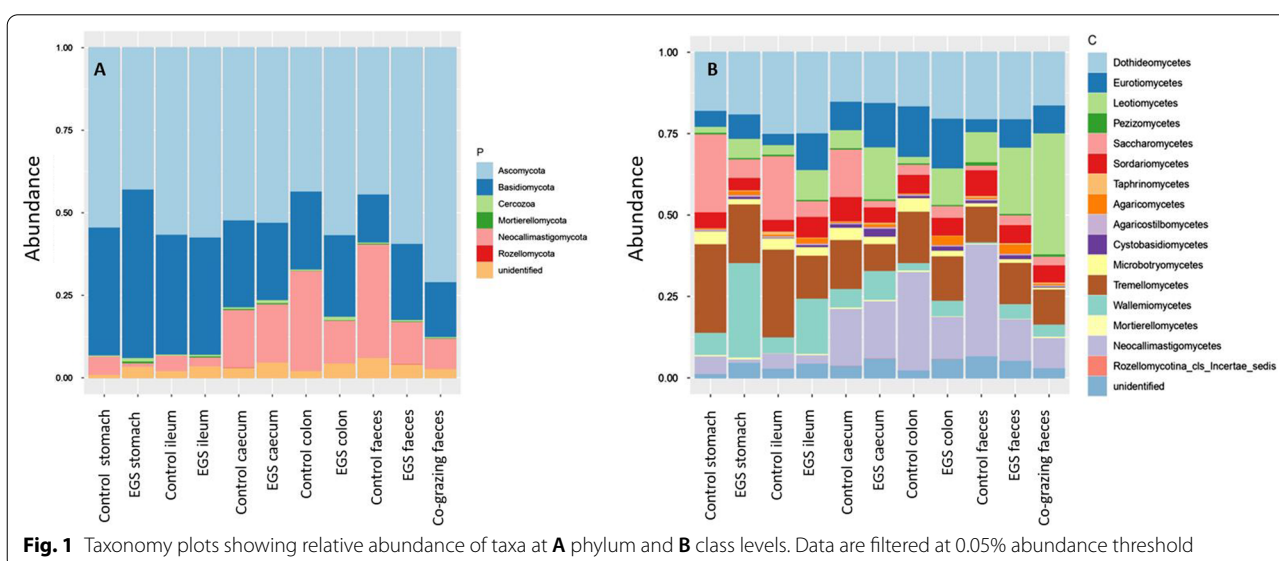 A
Abundance
1.00
0.75
0.50
0.25
0.00
Control stomach
EGS stomach
Control ileum
EGS ileum
Control caecum
EGS caecum
Control colon
EGS colon
Control faeces
EGS faeces
Co-grazing faeces
P
Ascomycota
Basidiomycota
Cercozoa
Mortierellomycota
Neocallimastigomycota
Rozellomycota
unidentified
B
Abundance
1.00
0.75
0.50
0.25
0.00
Control stomach
EGS stomach
Control ileum
EGS ileum
Control caecum
EGS caecum
Control colon
EGS colon
Control faeces
EGS faeces
Co-grazing faeces
C
Dothideomycetes
Eurotiomycetes
Leotiomycetes
Pezizomycetes
Saccharomycetes
Sordariomycetes
Taphrinomycetes
Agaricomycetes
Agaricostilbomycetes
Cystobasidiomycetes
Microbotryomycetes
Tremellomycetes
Wallemiomycetes
Mortierellomycetes
Neocallimastigomycetes
Rozellomycotina_cls_Incertae_sedis
unidentified
Fig. 1 Taxonomy plots showing relative abundance of taxa at A phylum and B class levels. Data are filtered at 0.05% abundance threshold